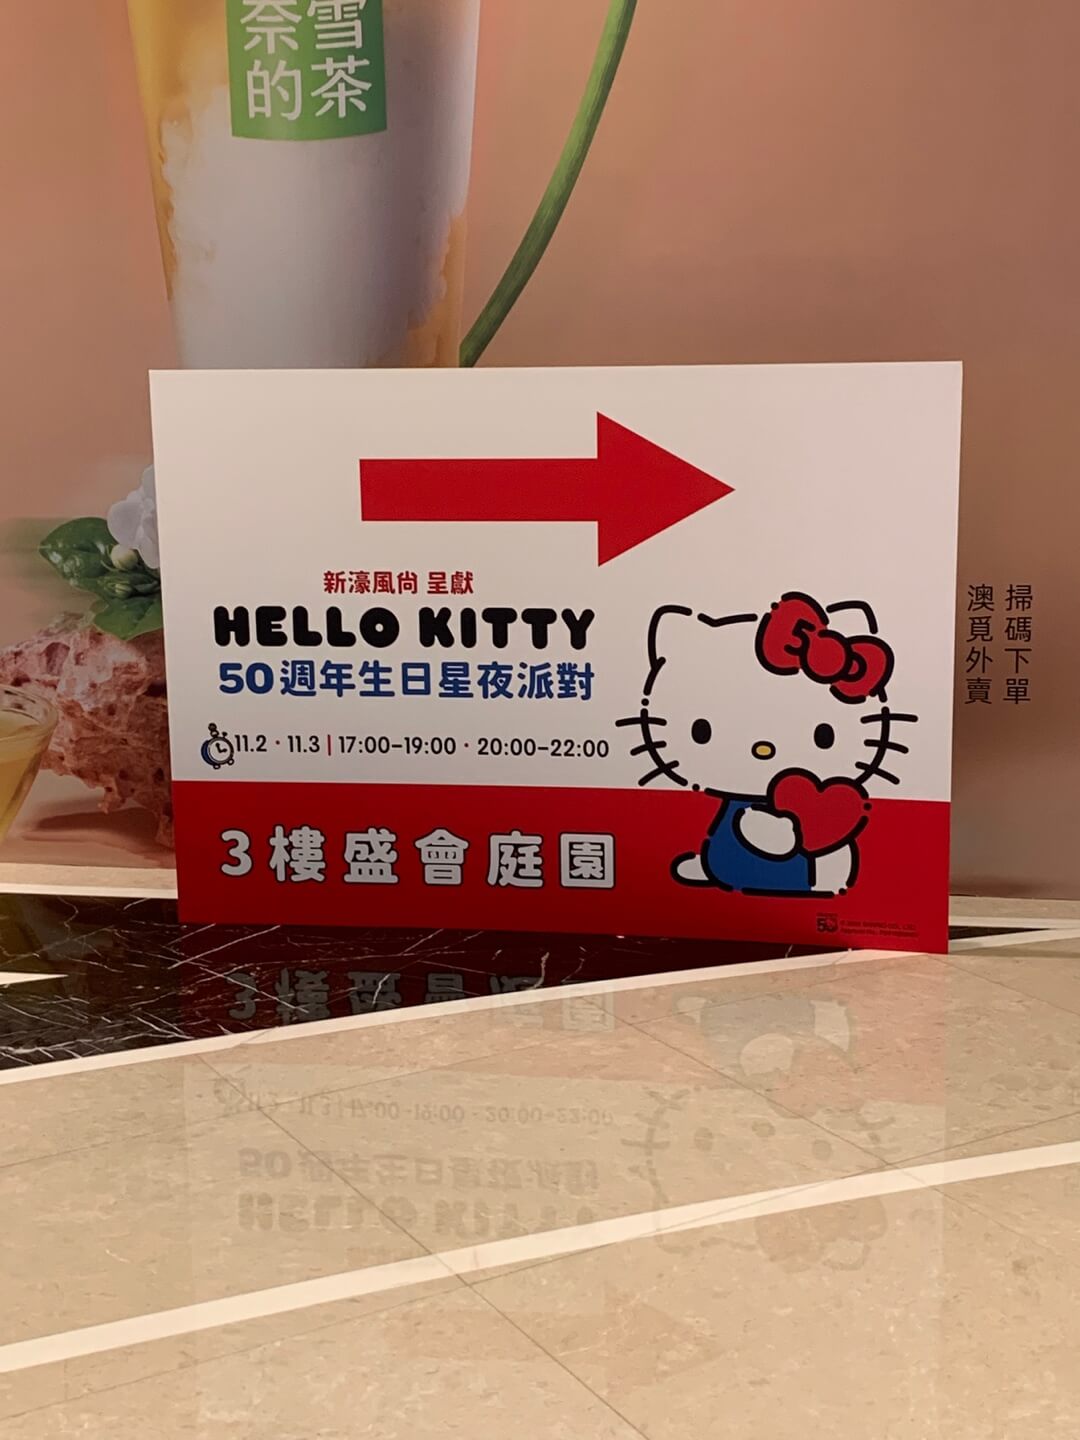 奈雪
的茶
新濠風尚 呈獻
HELLO KITTY
50週年生日星夜派對
11.2・11.3 | 17:00-19:00・20:00-22:00
3樓盛會庭園
掃碼下單
澳覓外賣
50